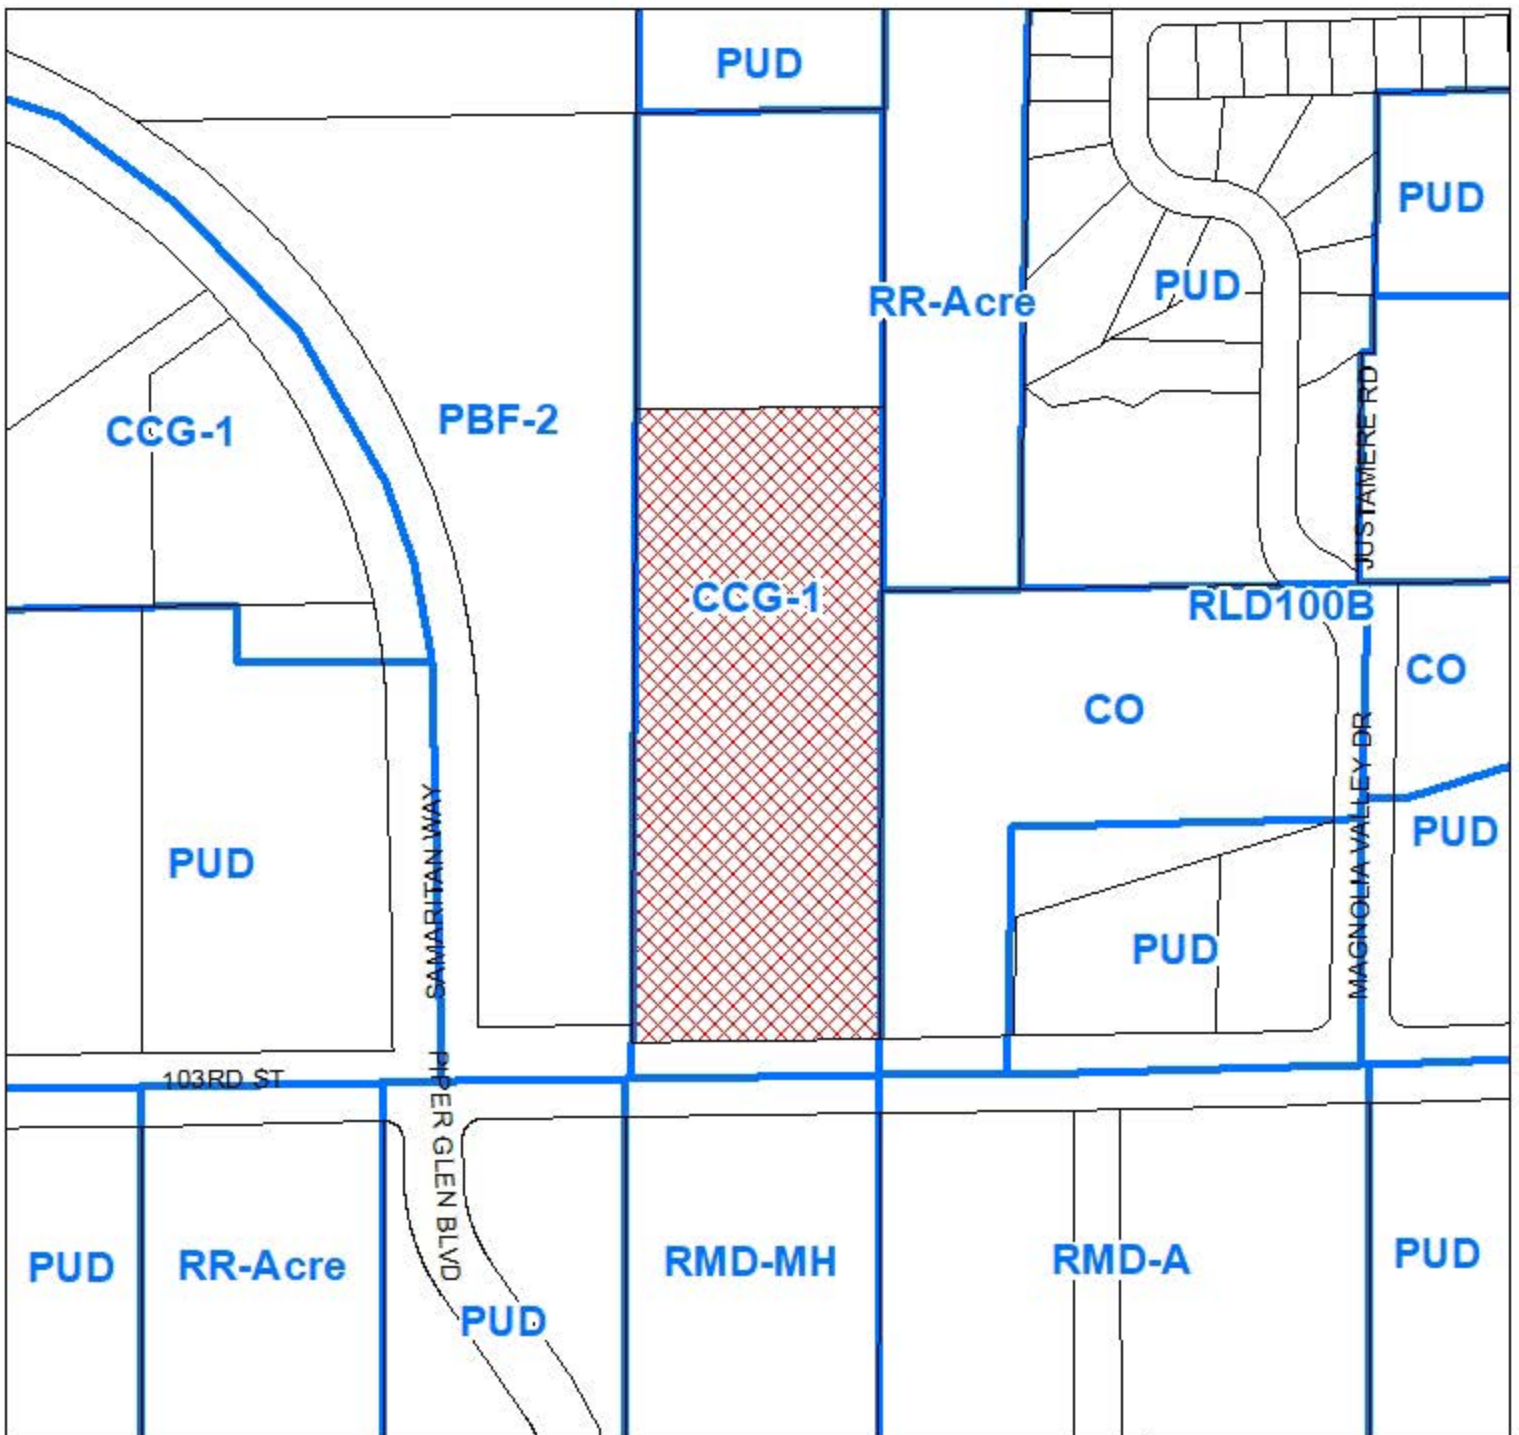 PUD
PUD
PUD
RR-Acre
CCG-1
PBF-2
JUSTAMERE RD
CCG-1
RLD100B
CO
CO
PUD
SAMARITAN WAY
MAGNOLIA VALLEY DR
PUD
PUD
103RD ST
PIPER GLEN BLVD
PUD
RR-Acre
PUD
RMD-MH
RMD-A
PUD